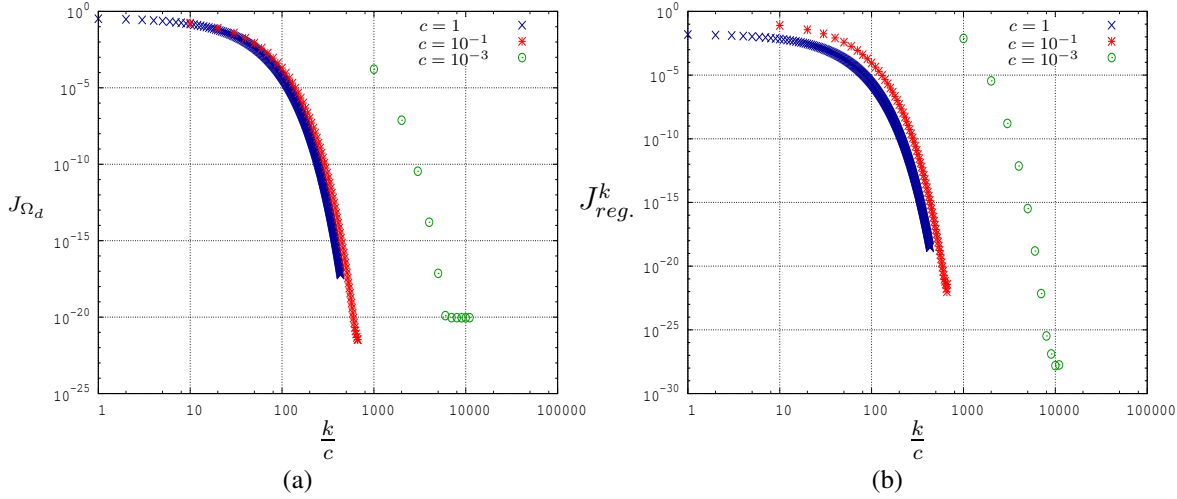 10^0
10^-5
10^-10
10^-15
10^-20
10^-25
J_{Ω_d}
1
10
100
1000
10000
100000
k/c
c = 1
c = 10^{-1}
c = 10^{-3}
(a)
10^0
10^-5
10^-10
10^-15
10^-20
10^-25
10^-30
J^k_{reg.}
1
10
100
1000
10000
100000
k/c
c = 1
c = 10^{-1}
c = 10^{-3}
(b)